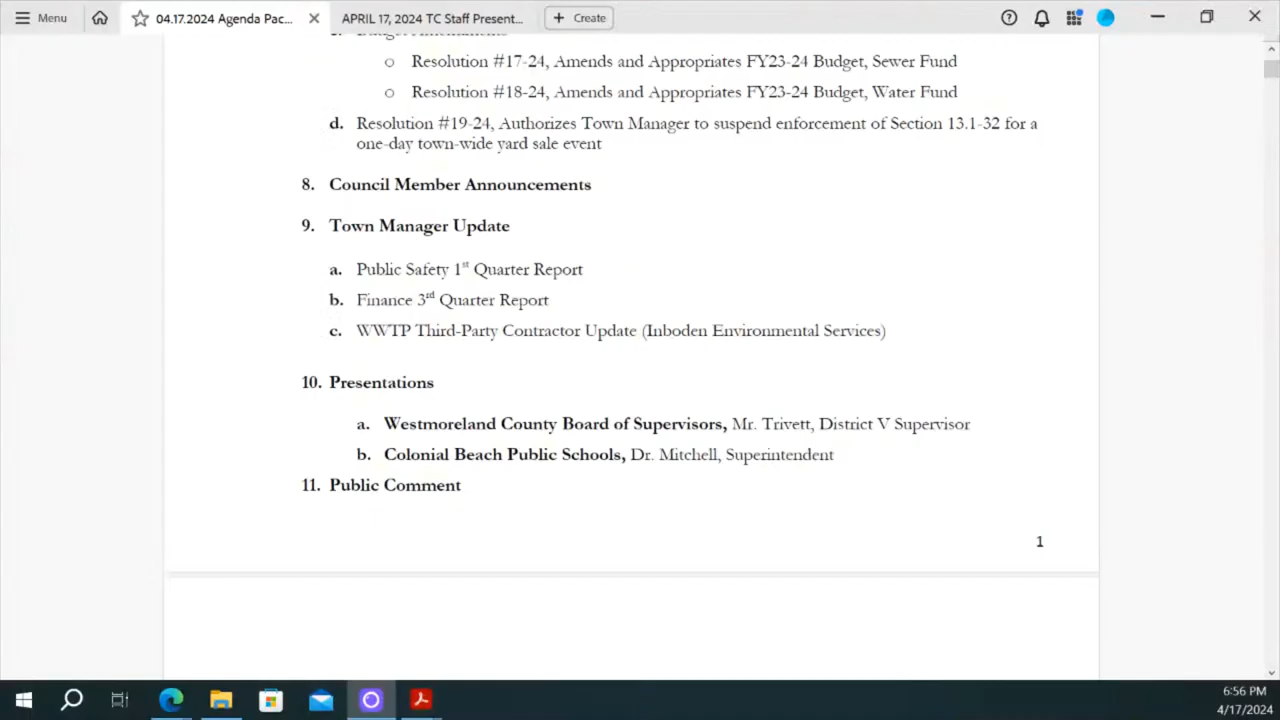 Menu
04.17.2024 Agenda Pac...
APRIL 17, 2024 TC Staff Present...
+ Create
o Resolution #17-24, Amends and Appropriates FY23-24 Budget, Sewer Fund
o Resolution #18-24, Amends and Appropriates FY23-24 Budget, Water Fund
d. Resolution #19-24, Authorizes Town Manager to suspend enforcement of Section 13.1-32 for a
one-day town-wide yard sale event
8. Council Member Announcements
9. Town Manager Update
a. Public Safety 1st Quarter Report
b. Finance 3rd Quarter Report
c. WWTP Third-Party Contractor Update (Inboden Environmental Services)
10. Presentations
a. Westmoreland County Board of Supervisors, Mr. Trivett, District V Supervisor
b. Colonial Beach Public Schools, Dr. Mitchell, Superintendent
11. Public Comment
1
6:56 PM
4/17/2024